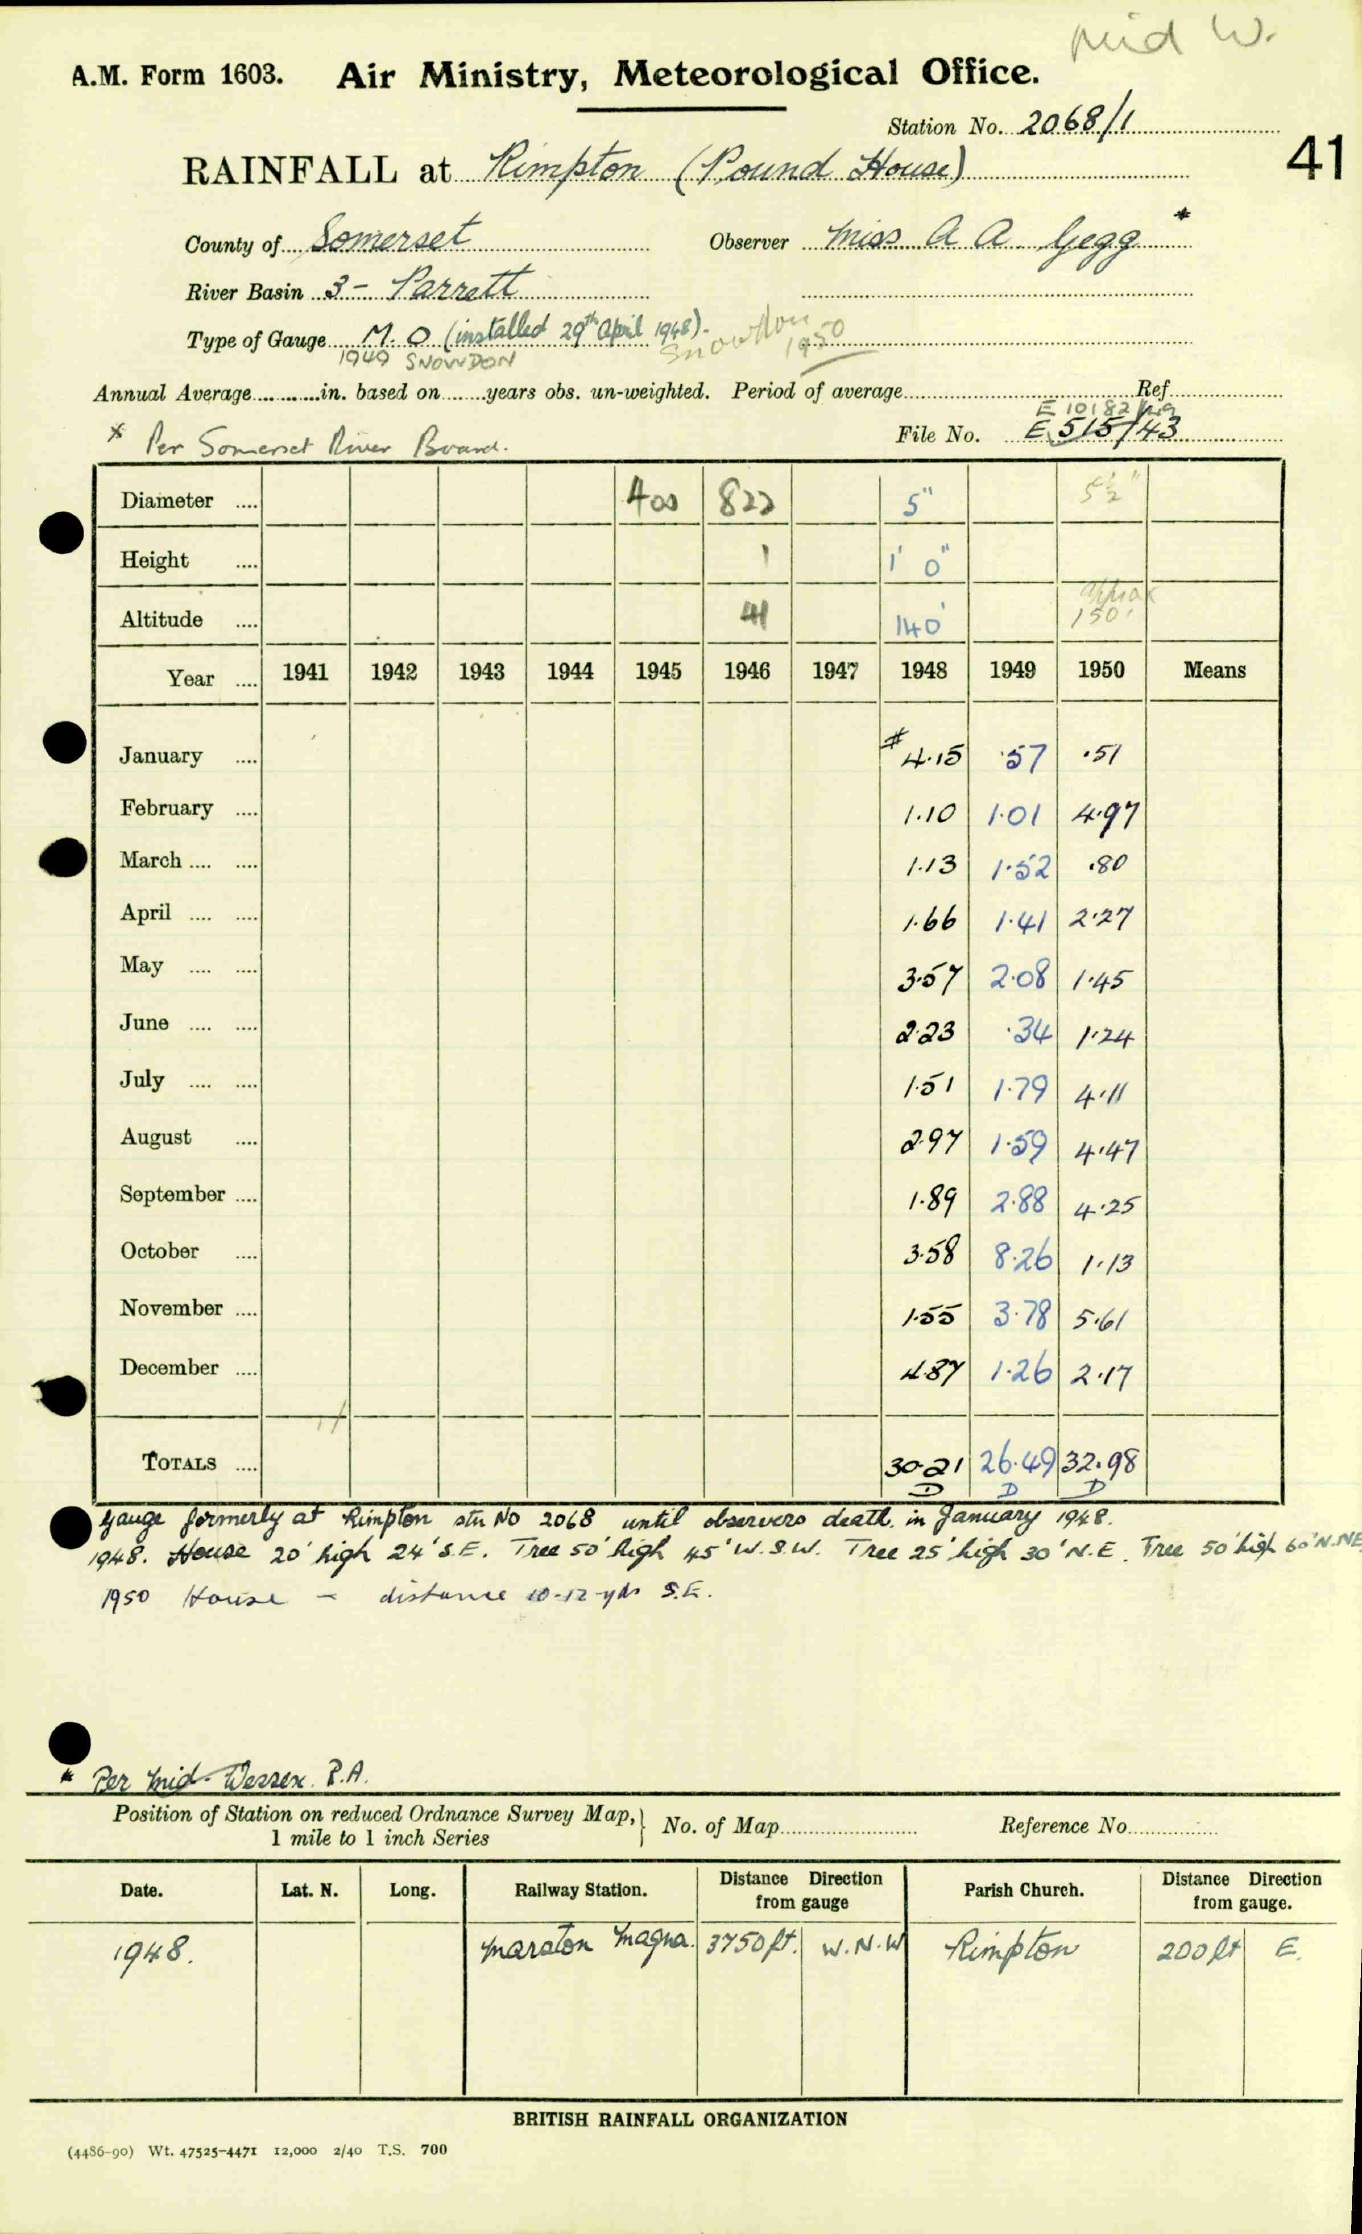 Mid W.
A.M. Form 1603. Air Ministry, Meteorological Office.
Station No. 2068/1
41
RAINFALL at Rimpton (Pound House)
County of Somerset Observer Miss A A Gegg *
River Basin 3 - Parrett
Type of Gauge M.O (installed 29th April 1948). Snowdon 1950
1949 SNOWDON
Annual Average in. based on years obs. un-weighted. Period of average Ref
E 10182/49
* Per Somerset River Board. File No. E 515/43
Diameter 400 822 5" 5½"
Height 1 1' 0"
Altitude 41 140' approx 150'
Year 1941 1942 1943 1944 1945 1946 1947 1948 1949 1950 Means
January # 4.15 .57 .51
February 1.10 1.01 4.97
March 1.13 1.52 .80
April 1.66 1.41 2.27
May 3.57 2.08 1.45
June 2.23 .34 1.24
July 1.51 1.79 4.11
August 2.97 1.59 4.47
September 1.89 2.88 4.25
October 3.58 8.26 1.13
November 1.55 3.78 5.61
December 4.87 1.26 2.17
TOTALS 30.21 26.49 32.98
D D D
Gauge formerly at Rimpton stn No 2068 until observers death in January 1948.
1948. House 20' high 24' S.E. Tree 50' high 45' W.S.W. Tree 25' high 30' N.E. Tree 50' high 60' N.NE
1950 House - distance 10-12 yds S.E.
* Per Mid-Wessex. P.A.
Position of Station on reduced Ordnance Survey Map, 1 mile to 1 inch Series No. of Map Reference No.
Date. Lat. N. Long. Railway Station. Distance Direction from gauge Parish Church. Distance Direction from gauge.
1948. Marston Magna. 3750 ft. W.N.W Rimpton 200 ft E.
BRITISH RAINFALL ORGANIZATION
(4486-90) Wt. 47525-4471 12,000 2/40 T.S. 700